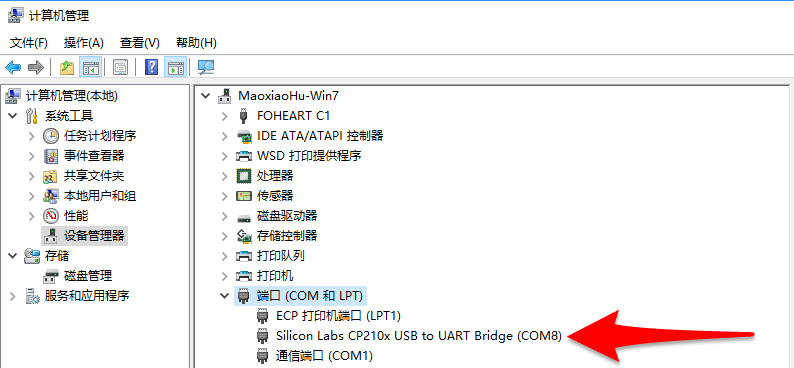 计算机管理
文件(F) 操作(A) 查看(V) 帮助(H)
计算机管理(本地)
系统工具
任务计划程序
事件查看器
共享文件夹
本地用户和组
性能
设备管理器
存储
磁盘管理
服务和应用程序
MaoxiaoHu-Win7
FOHEART C1
IDE ATA/ATAPI 控制器
WSD 打印提供程序
处理器
传感器
磁盘驱动器
存储控制器
打印队列
打印机
端口 (COM 和 LPT)
ECP 打印机端口 (LPT1)
Silicon Labs CP210x USB to UART Bridge (COM8)
通信端口 (COM1)